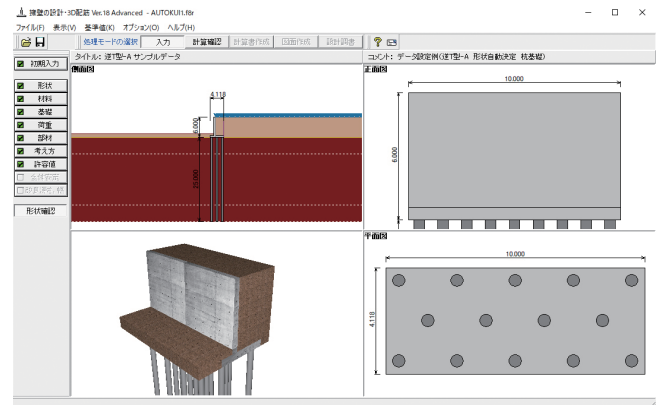 擁壁の設計・3D配筋 Ver.18 Advanced - AUTOKUI1.f8r
ファイル(F) 表示(V) 基準値(K) オプション(O) ヘルプ(H)
処理モードの選択 入力 計算確認 計算書作成 図面作成 設計調書
タイトル: 逆T型-A サンプルデータ
コメント: データ設定例(逆T型-A 形状自動決定 杭基礎)
初期入力
形状
材料
基礎
荷重
部材
考え方
許容値
形状確認
側面図
4.118
6.000
20.000
正面図
10.000
6.000
平面図
10.000
4.118